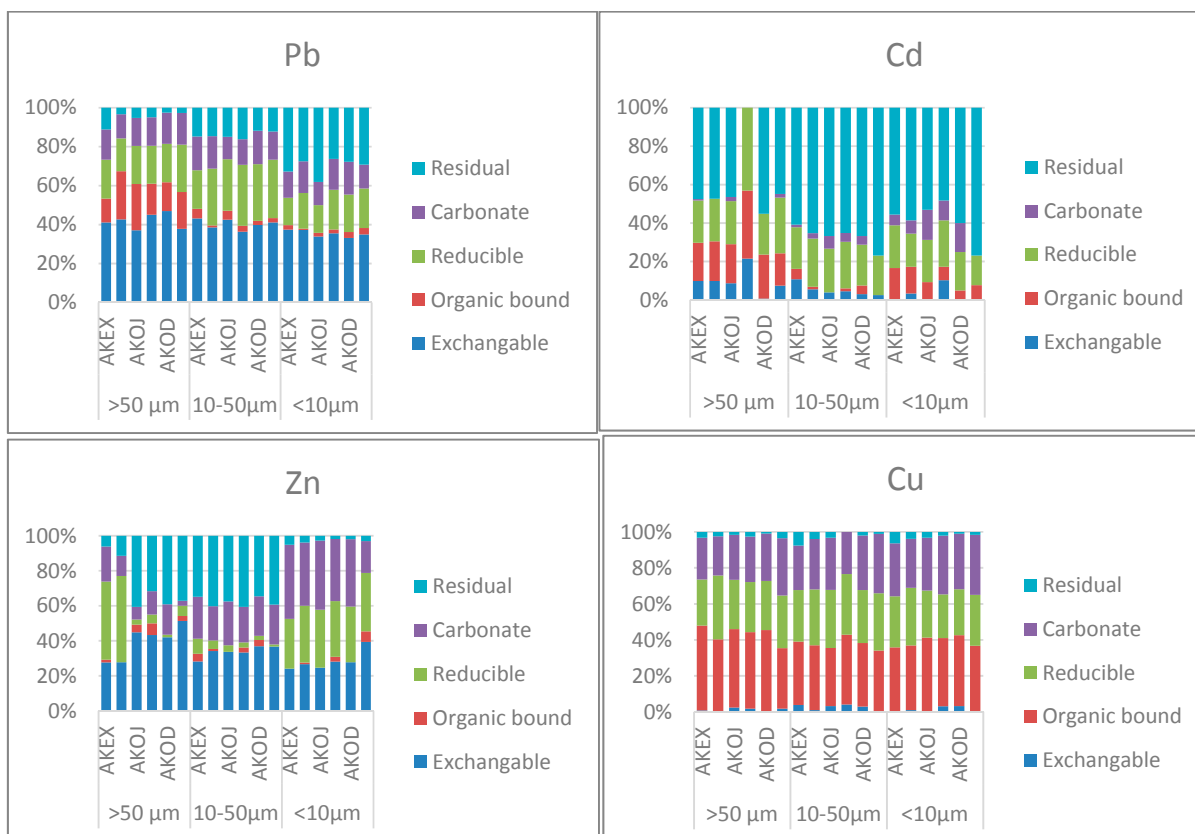 Pb
100%
80%
60%
40%
20%
0%
AKEX
AKOJ
AKOD
AKEX
AKOJ
AKOD
AKEX
AKOJ
AKOD
>50 µm
10-50µm
<10µm
Residual
Carbonate
Reducible
Organic bound
Exchangable
Cd
100%
80%
60%
40%
20%
0%
AKEX
AKOJ
AKOD
AKEX
AKOJ
AKOD
AKEX
AKOJ
AKOD
>50 µm
10-50µm
<10µm
Residual
Carbonate
Reducible
Organic bound
Exchangable
Zn
100%
80%
60%
40%
20%
0%
AKEX
AKOJ
AKOD
AKEX
AKOJ
AKOD
AKEX
AKOJ
AKOD
>50 µm
10-50µm
<10µm
Residual
Carbonate
Reducible
Organic bound
Exchangable
Cu
100%
80%
60%
40%
20%
0%
AKEX
AKOJ
AKOD
AKEX
AKOJ
AKOD
AKEX
AKOJ
AKOD
>50 µm
10-50µm
<10µm
Residual
Carbonate
Reducible
Organic bound
Exchangable